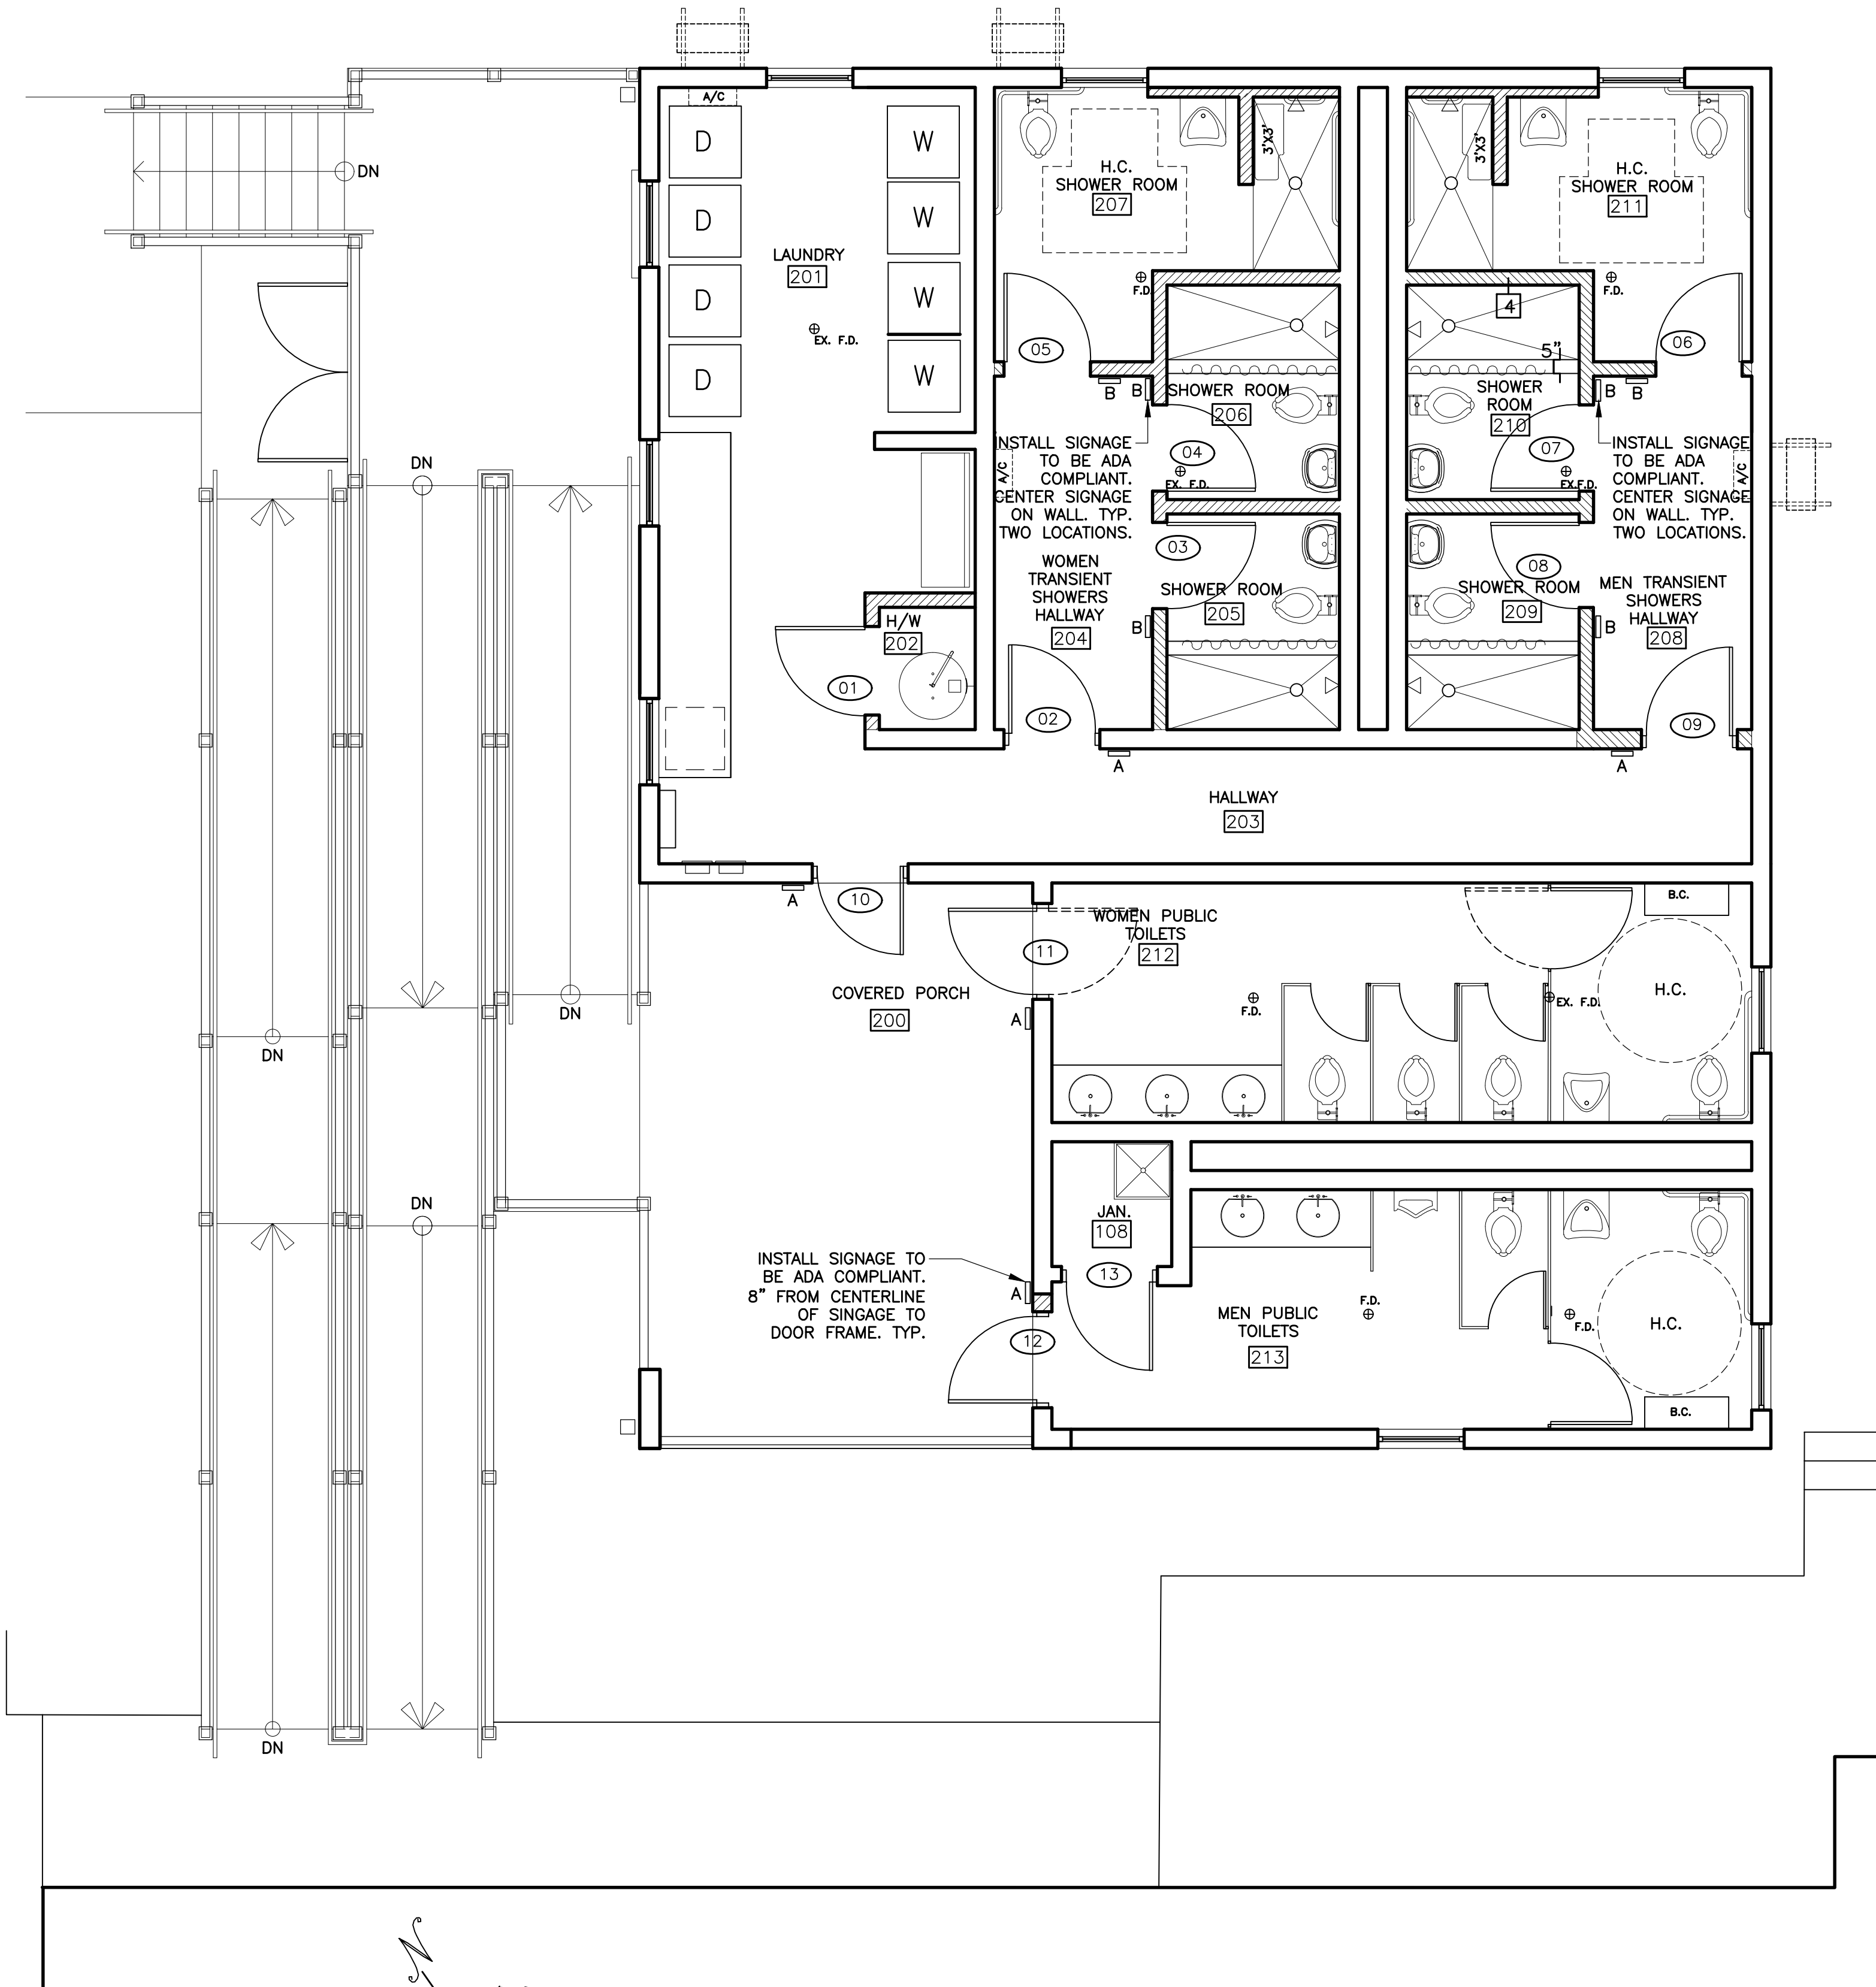 A/C
DN
D
W
3'X3'
3'X3'
H.C.
SHOWER ROOM
207
H.C.
SHOWER ROOM
211
D
W
LAUNDRY
201
F.D.
F.D.
D
W
4
EX. F.D.
05
5"
06
D
W
B
B
SHOWER ROOM
206
SHOWER
ROOM
210
B
B
INSTALL SIGNAGE
TO BE ADA
COMPLIANT.
CENTER SIGNAGE
ON WALL. TYP.
TWO LOCATIONS.
A/C
04
EX. F.D.
07
EX.F.D.
INSTALL SIGNAGE
TO BE ADA
COMPLIANT.
CENTER SIGNAGE
ON WALL. TYP.
TWO LOCATIONS.
A/C
DN
03
08
WOMEN
TRANSIENT
SHOWERS
HALLWAY
204
SHOWER ROOM
205
SHOWER ROOM
209
MEN TRANSIENT
SHOWERS
HALLWAY
208
B
B
H/W
202
01
02
09
A
A
HALLWAY
203
A
10
WOMEN PUBLIC
TOILETS
212
11
B.C.
COVERED PORCH
200
A
F.D.
EX. F.D.
H.C.
DN
DN
DN
JAN.
108
13
INSTALL SIGNAGE TO
BE ADA COMPLIANT.
8" FROM CENTERLINE
OF SINGAGE TO
DOOR FRAME. TYP.
A
12
MEN PUBLIC
TOILETS
213
F.D.
F.D.
H.C.
B.C.
DN
N